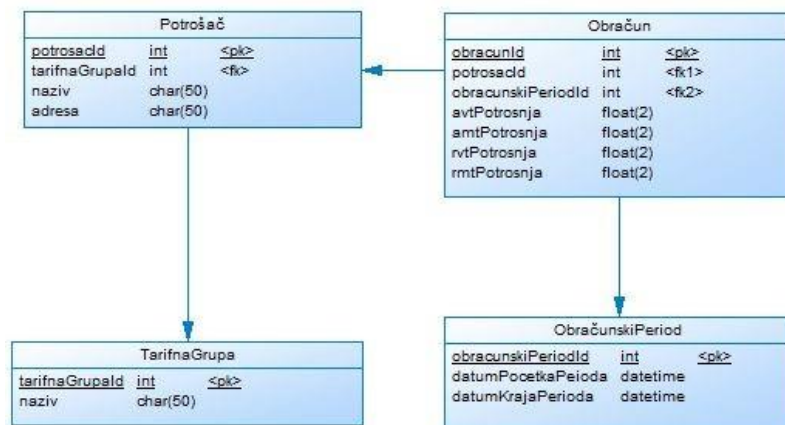 Potrošač
potrosacId int <pk>
tarifnaGrupaId int <fk>
naziv char(50)
adresa char(50)
Obračun
obracunId int <pk>
potrosacId int <fk1>
obracunskiPeriodId int <fk2>
avtPotrosnja float(2)
amtPotrosnja float(2)
rvtPotrosnja float(2)
rmtPotrosnja float(2)
TarifnaGrupa
tarifnaGrupaId int <pk>
naziv char(50)
ObračunskiPeriod
obracunskiPeriodId int <pk>
datumPocetkaPeioda datetime
datumKrajaPerioda datetime